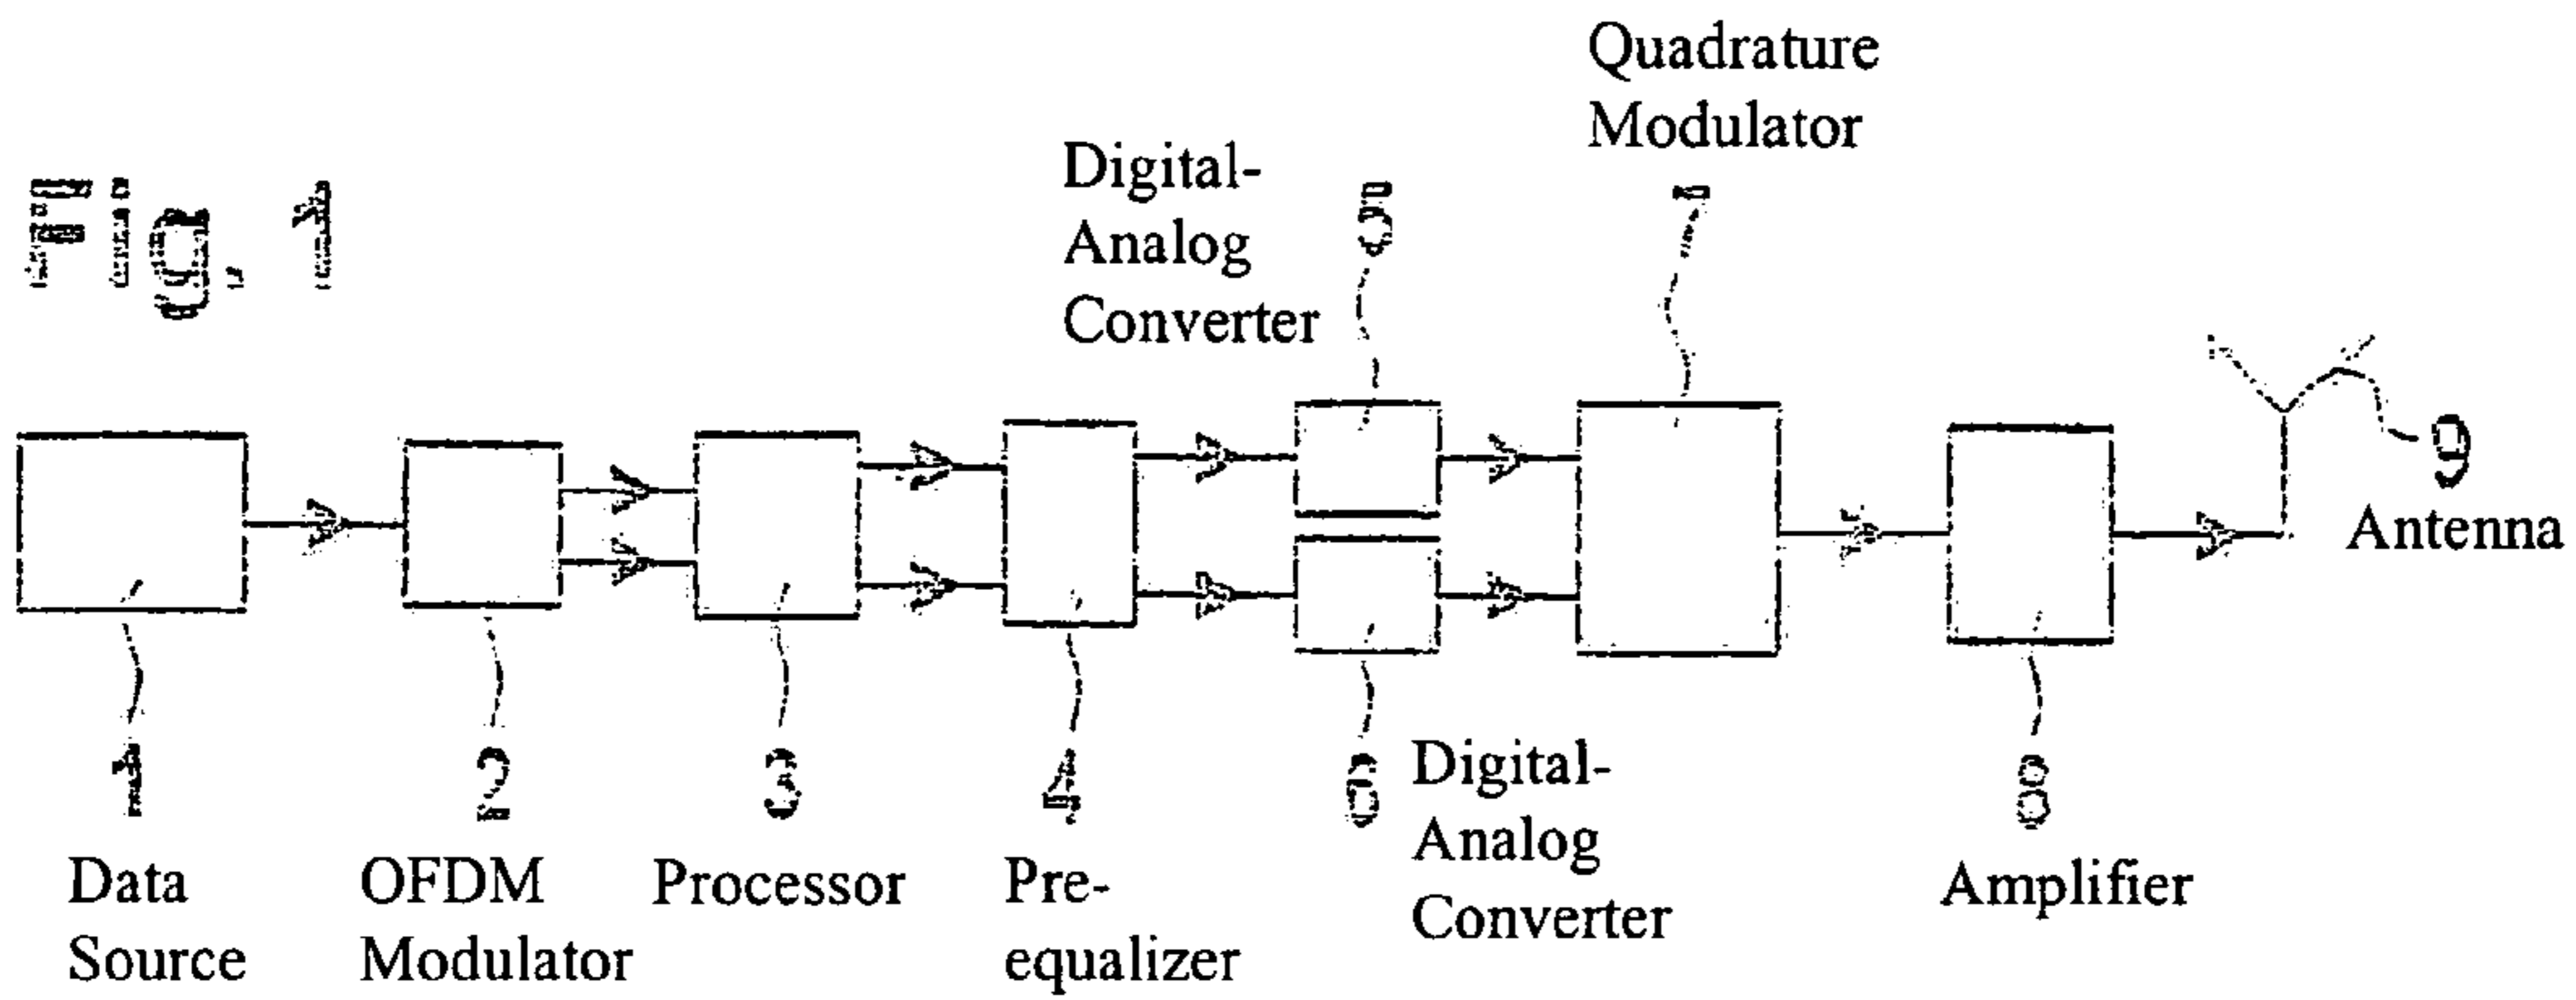 Quadrature
Modulator
Digital-
Analog
Converter
Fig. 1
5
7
9
Antenna
1
2
3
4
6
8
Digital-
Analog
Converter
Data
Source
OFDM
Modulator
Processor
Pre-
equalizer
Amplifier